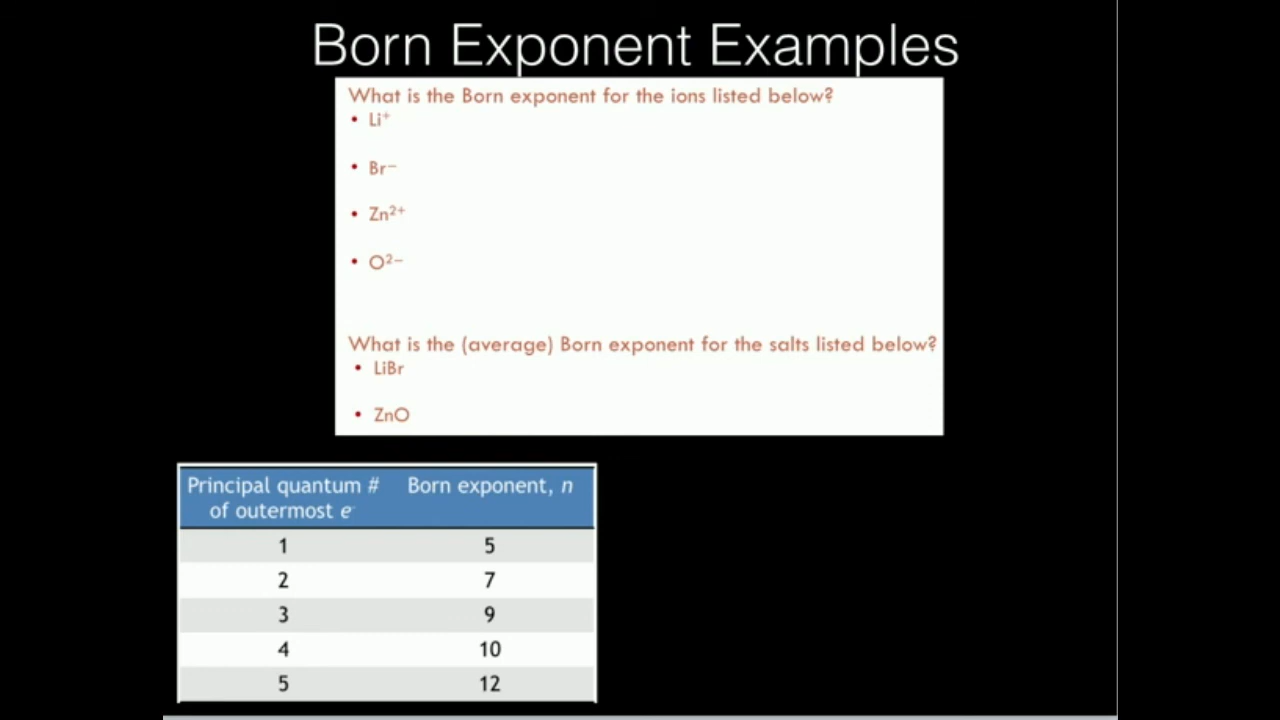 Born Exponent Examples
What is the Born exponent for the ions listed below?
• Li⁺
• Br⁻
• Zn²⁺
• O²⁻
What is the (average) Born exponent for the salts listed below?
• LiBr
• ZnO
Principal quantum # of outermost e⁻ Born exponent, n
1 5
2 7
3 9
4 10
5 12